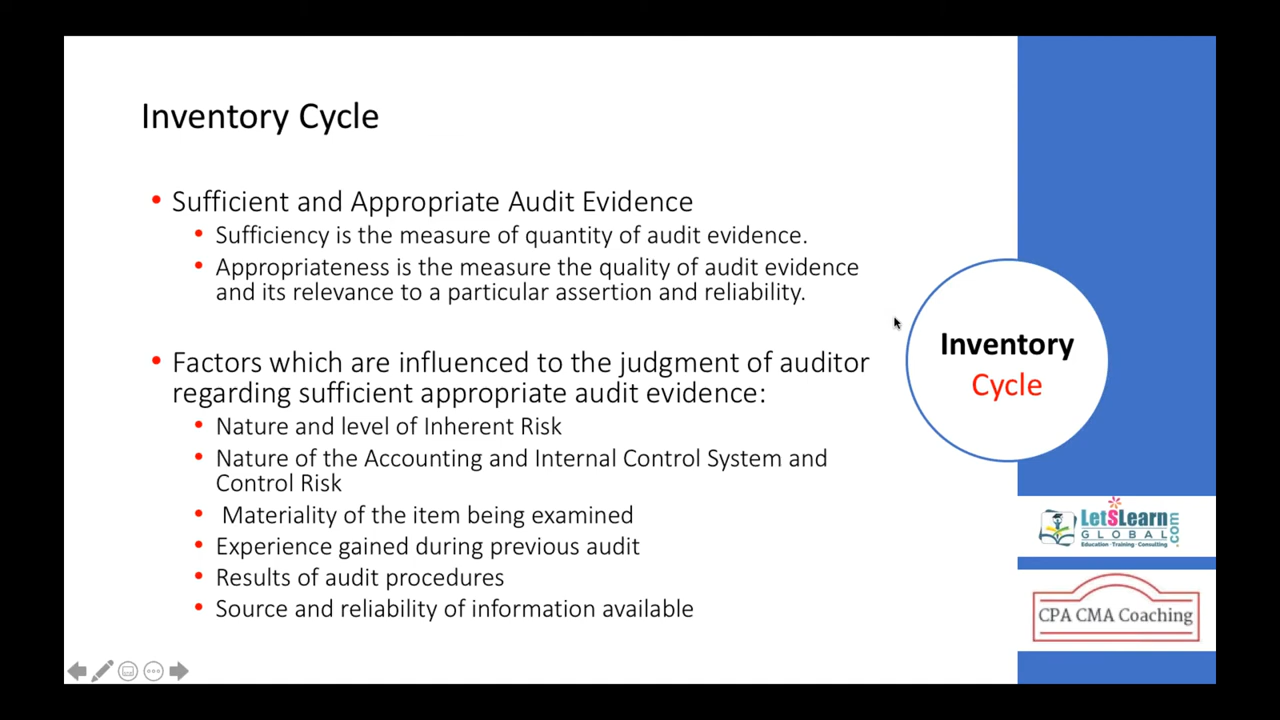 Inventory Cycle
Sufficient and Appropriate Audit Evidence
Sufficiency is the measure of quantity of audit evidence.
Appropriateness is the measure the quality of audit evidence
and its relevance to a particular assertion and reliability.
Factors which are influenced to the judgment of auditor
regarding sufficient appropriate audit evidence:
Nature and level of Inherent Risk
Nature of the Accounting and Internal Control System and
Control Risk
Materiality of the item being examined
Experience gained during previous audit
Results of audit procedures
Source and reliability of information available
Inventory
Cycle
LetSLearn
GLOBAL
.com
Education · Training · Consulting
CPA CMA Coaching